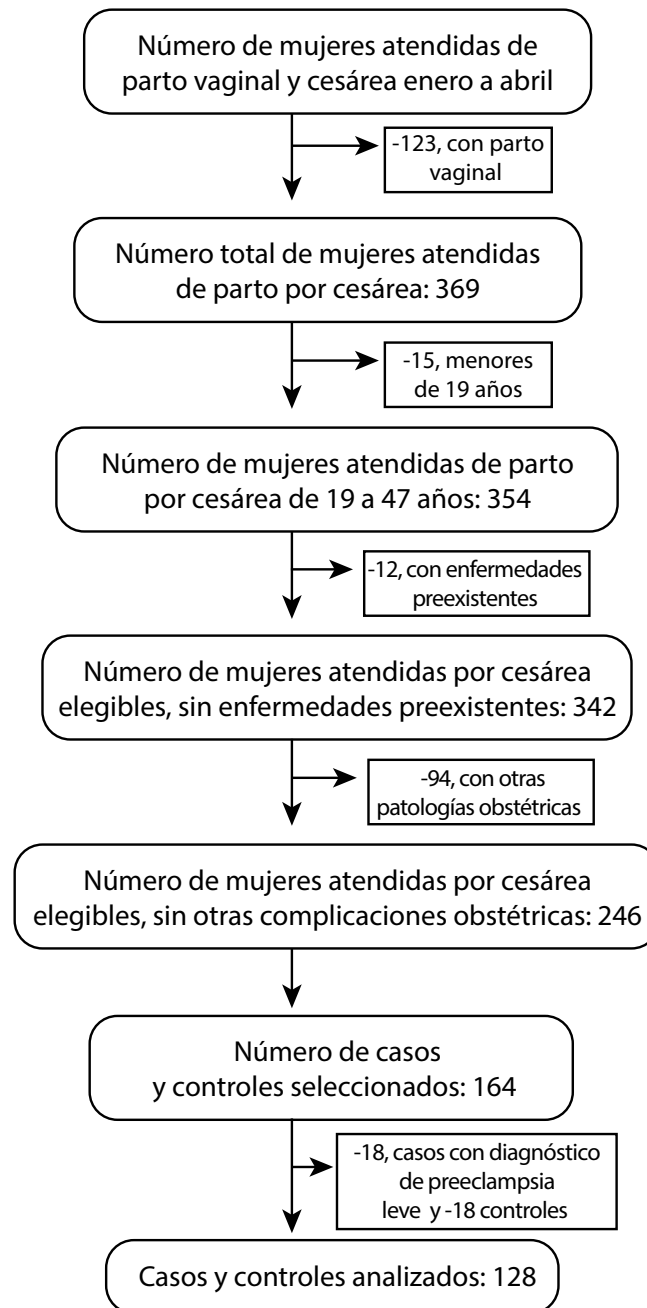 Número de mujeres atendidas de
parto vaginal y cesárea enero a abril
-123, con parto
vaginal
Número total de mujeres atendidas
de parto por cesárea: 369
-15, menores
de 19 años
Número de mujeres atendidas de parto
por cesárea de 19 a 47 años: 354
-12, con enfermedades
preexistentes
Número de mujeres atendidas por cesárea
elegibles, sin enfermedades preexistentes: 342
-94, con otras
patologías obstétricas
Número de mujeres atendidas por cesárea
elegibles, sin otras complicaciones obstétricas: 246
Número de casos
y controles seleccionados: 164
-18, casos con diagnóstico
de preeclampsia
leve y -18 controles
Casos y controles analizados: 128